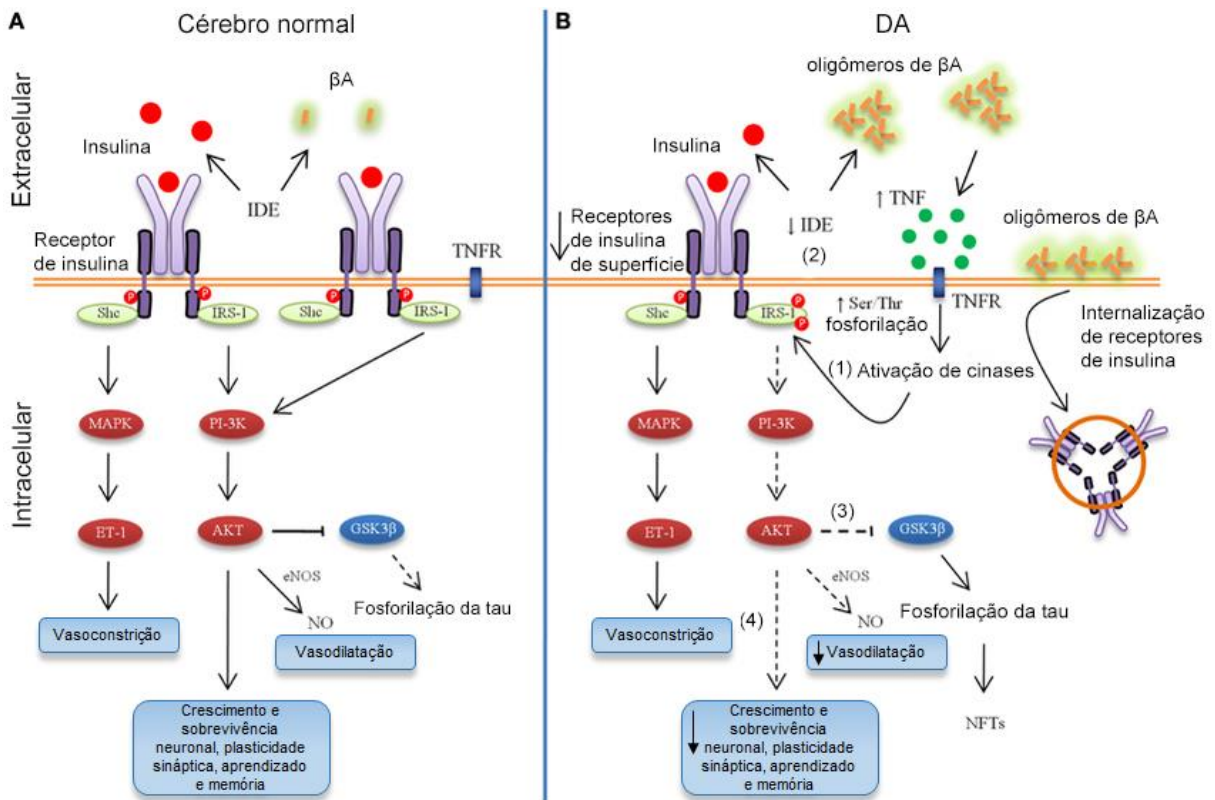 A
Cérebro normal
Extracelular
Intracelular
βA
Insulina
IDE
Receptor
de insulina
TNFR
P
P
P
P
Shc
IRS-1
Shc
IRS-1
MAPK
PI-3K
ET-1
AKT
GSK3β
eNOS
NO
Fosforilação da tau
Vasoconstrição
Vasodilatação
Crescimento e
sobrevivência
neuronal, plasticidade
sináptica, aprendizado
e memória
B
DA
oligômeros de βA
Insulina
↑ TNF
↓ IDE
(2)
oligômeros de βA
↓ Receptores
de insulina
de superfície
TNFR
P
P
P
Shc
IRS-1
↑ Ser/Thr
fosforilação
Internalização
de receptores
de insulina
(1) Ativação de cinases
MAPK
PI-3K
ET-1
AKT
(3)
GSK3β
eNOS
NO
Fosforilação da tau
(4)
Vasoconstrição
↓ Vasodilatação
NFTs
↓ Crescimento e
sobrevivência
neuronal, plasticidade
sináptica, aprendizado
e memória